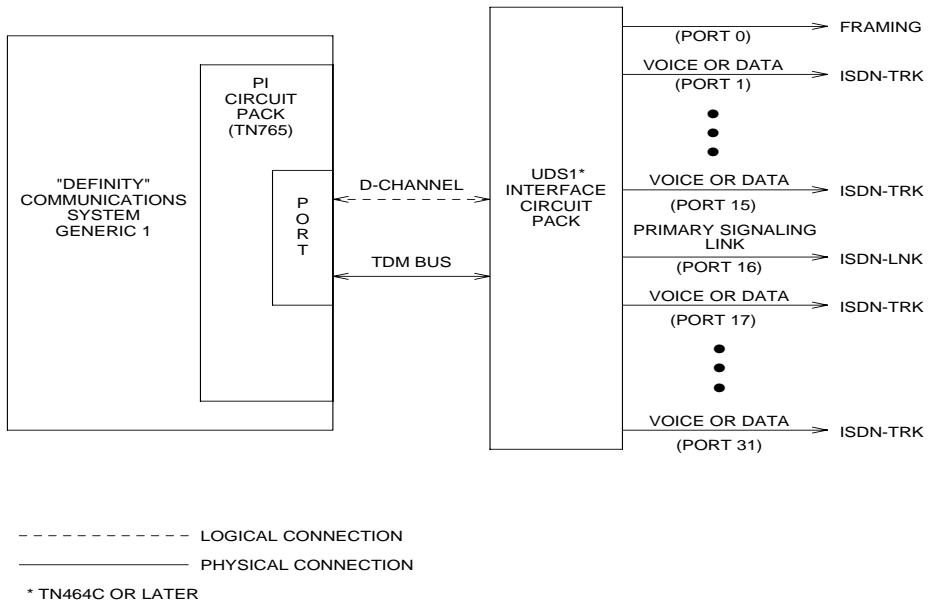 FRAMING
(PORT 0)
VOICE OR DATA
(PORT 1)
ISDN-TRK
PI
CIRCUIT
PACK
(TN765)
"DEFINITY"
COMMUNICATIONS
SYSTEM
GENERIC 1
P
O
R
T
D-CHANNEL
TDM BUS
UDS1*
INTERFACE
CIRCUIT
PACK
VOICE OR DATA
(PORT 15)
ISDN-TRK
PRIMARY SIGNALING
LINK
(PORT 16)
ISDN-LNK
VOICE OR DATA
(PORT 17)
ISDN-TRK
VOICE OR DATA
(PORT 31)
ISDN-TRK
LOGICAL CONNECTION
PHYSICAL CONNECTION
* TN464C OR LATER